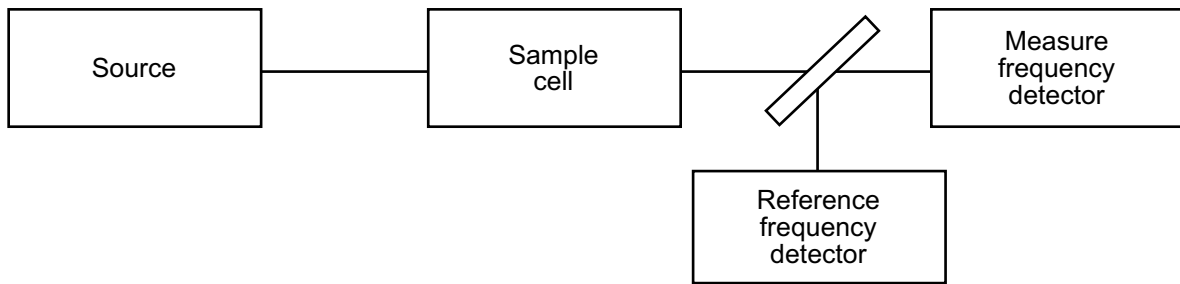 Source
Sample
cell
Measure
frequency
detector
Reference
frequency
detector